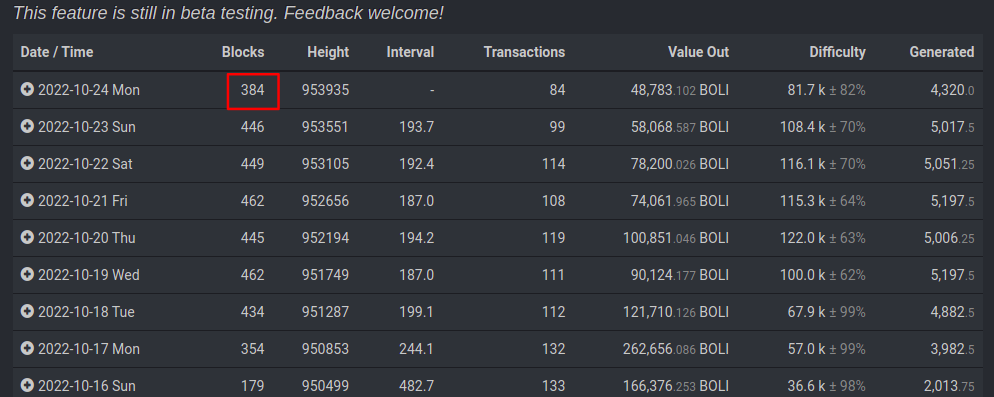 This feature is still in beta testing. Feedback welcome!
Date / Time Blocks Height Interval Transactions Value Out Difficulty Generated
2022-10-24 Mon 384 953935 - 84 48,783.102 BOLI 81.7 k ± 82% 4,320.0
2022-10-23 Sun 446 953551 193.7 99 58,068.587 BOLI 108.4 k ± 70% 5,017.5
2022-10-22 Sat 449 953105 192.4 114 78,200.026 BOLI 116.1 k ± 70% 5,051.25
2022-10-21 Fri 462 952656 187.0 108 74,061.965 BOLI 115.3 k ± 64% 5,197.5
2022-10-20 Thu 445 952194 194.2 119 100,851.046 BOLI 122.0 k ± 63% 5,006.25
2022-10-19 Wed 462 951749 187.0 111 90,124.177 BOLI 100.0 k ± 62% 5,197.5
2022-10-18 Tue 434 951287 199.1 112 121,710.126 BOLI 67.9 k ± 99% 4,882.5
2022-10-17 Mon 354 950853 244.1 132 262,656.086 BOLI 57.0 k ± 99% 3,982.5
2022-10-16 Sun 179 950499 482.7 133 166,376.253 BOLI 36.6 k ± 98% 2,013.75